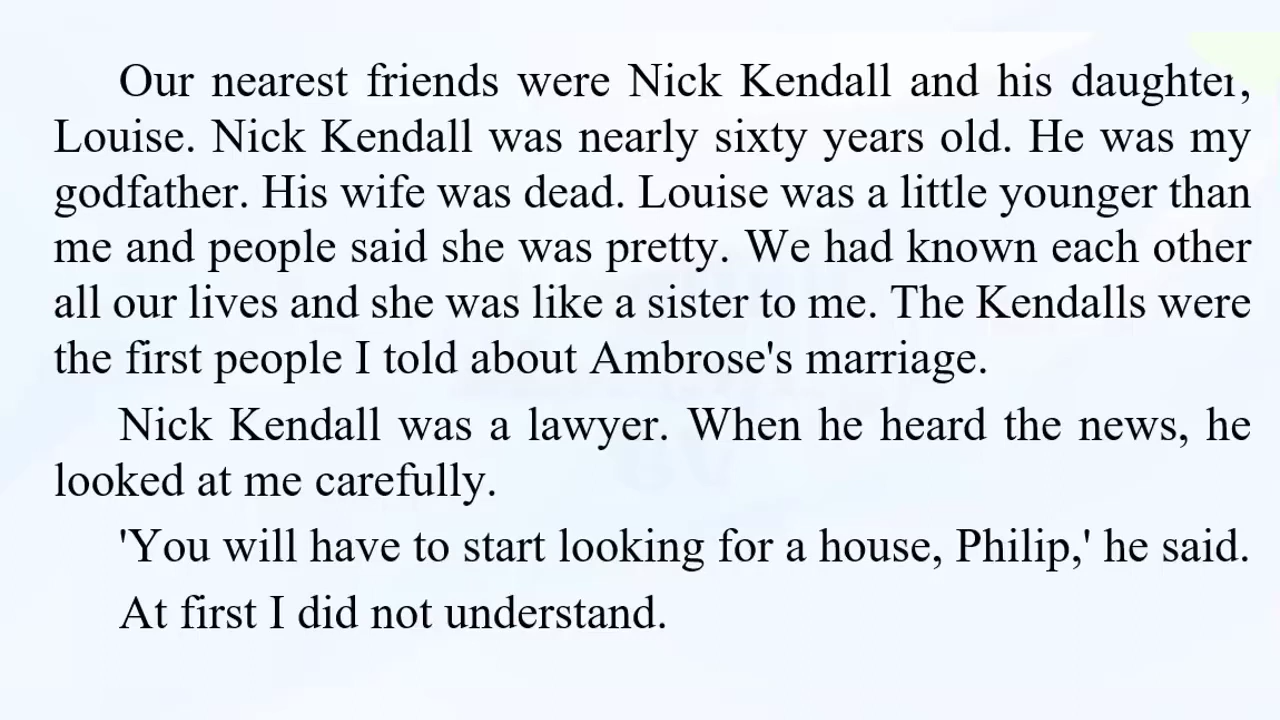 Our nearest friends were Nick Kendall and his daughter,
Louise. Nick Kendall was nearly sixty years old. He was my
godfather. His wife was dead. Louise was a little younger than
me and people said she was pretty. We had known each other
all our lives and she was like a sister to me. The Kendalls were
the first people I told about Ambrose's marriage.
Nick Kendall was a lawyer. When he heard the news, he
looked at me carefully.
'You will have to start looking for a house, Philip,' he said.
At first I did not understand.